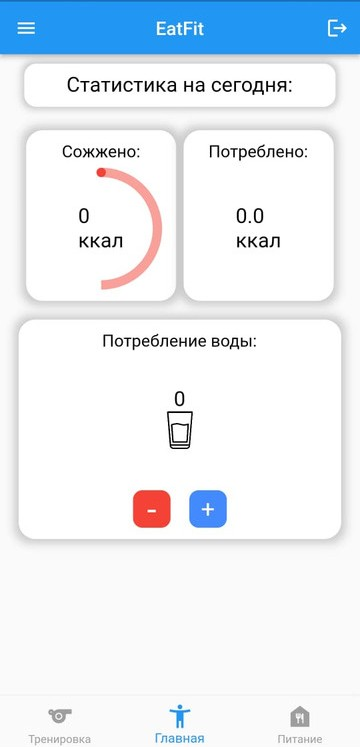 EatFit
Статистика на сегодня:
Сожжено:
Потреблено:
0
ккал
0.0
ккал
Потребление воды:
0
-
+
Тренировка
Главная
Питание